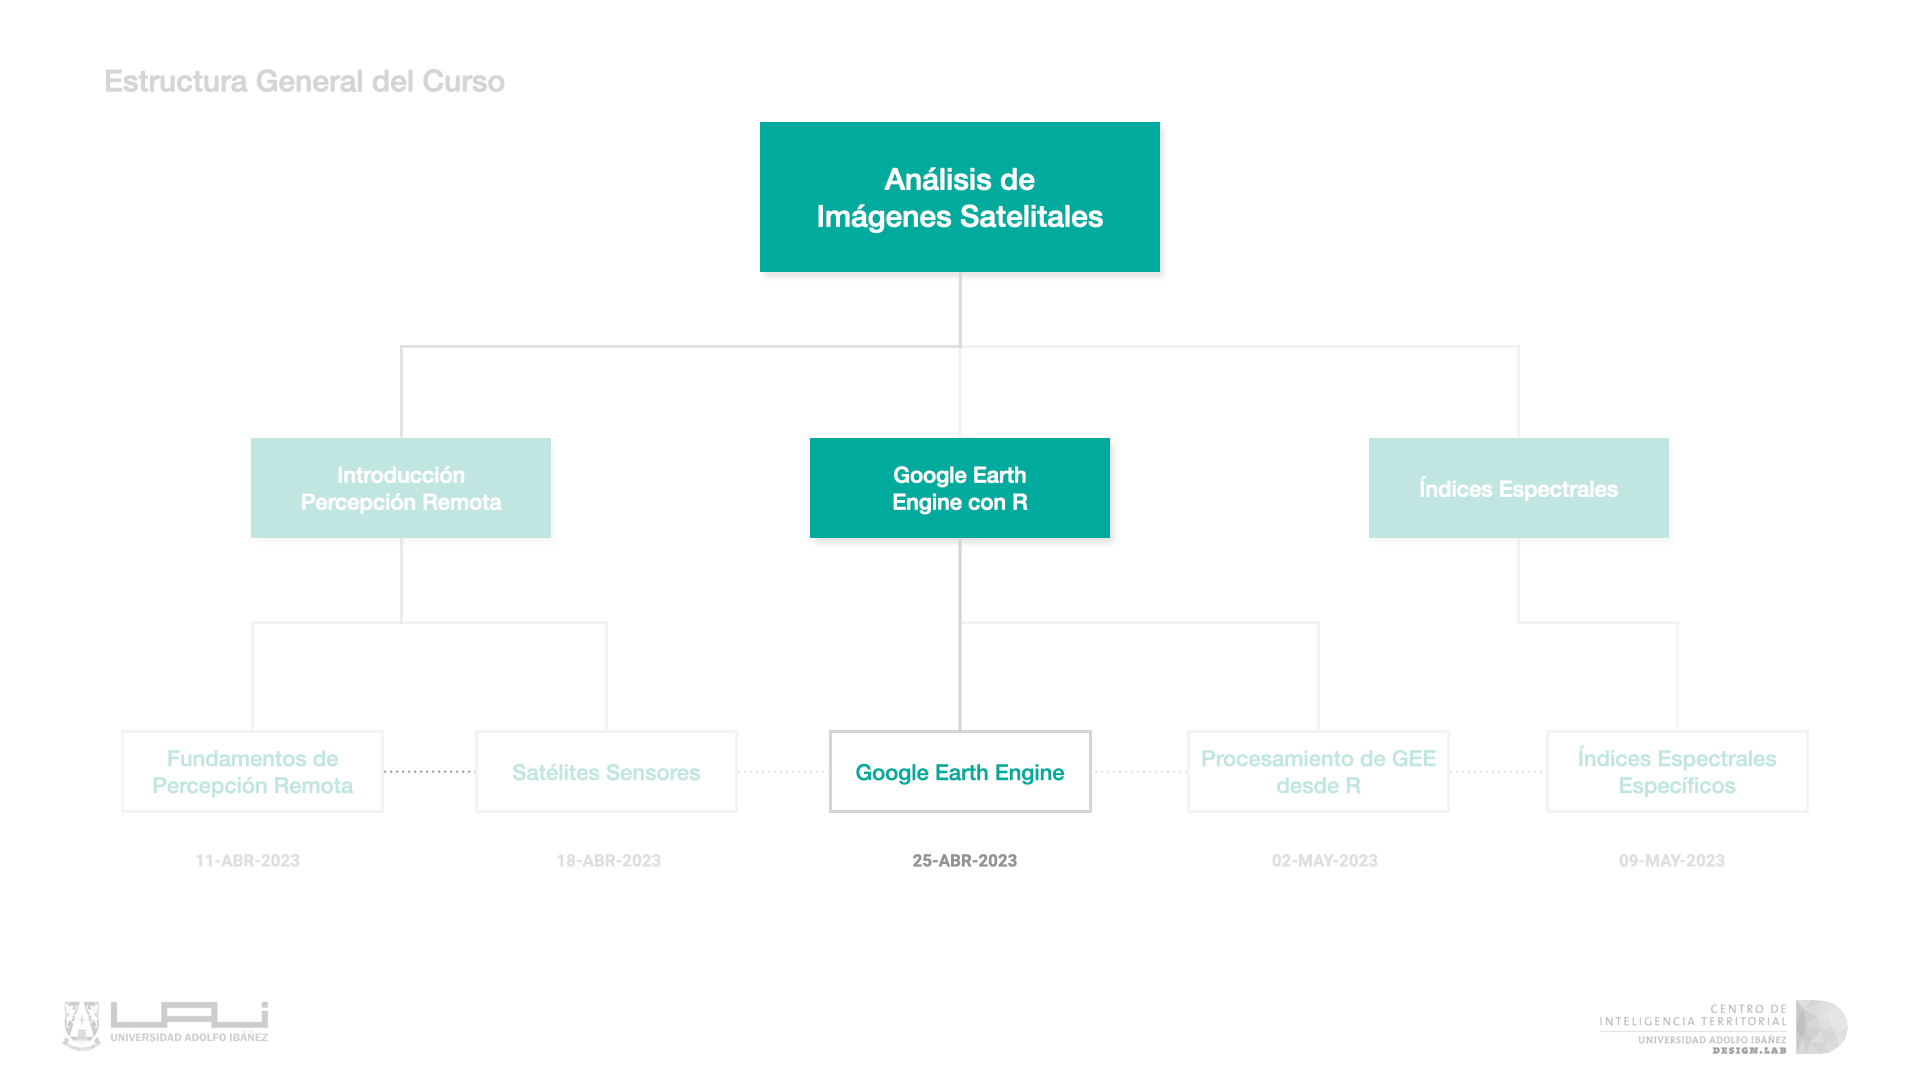 Estructura General del Curso
Análisis de
Imágenes Satelitales
Introducción
Percepción Remota
Google Earth
Engine con R
Índices Espectrales
Fundamentos de
Percepción Remota
Satélites Sensores
Google Earth Engine
Procesamiento de GEE
desde R
Índices Espectrales
Específicos
11-ABR-2023
18-ABR-2023
25-ABR-2023
02-MAY-2023
09-MAY-2023
UAI
UNIVERSIDAD ADOLFO IBÁÑEZ
CENTRO DE
INTELIGENCIA TERRITORIAL
UNIVERSIDAD ADOLFO IBÁÑEZ
DESIGN.LAB